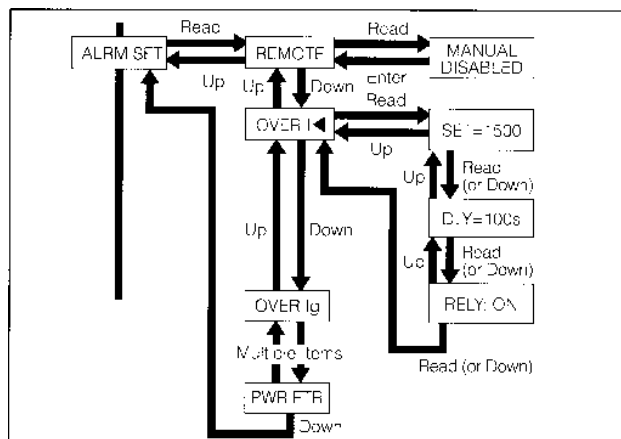 Read
Read
ALRM SET
REMOTE
MANUAL
DISABLED
Up
Up
Down
Enter
Read
OVER I◀
SET=1500
Up
Up
Read
(or Down)
DLY=100s
Up
Down
Up
Read
(or Down)
OVER Ig
RELY: ON
Multiple Items
Read (or Down)
PWR FTR
Down